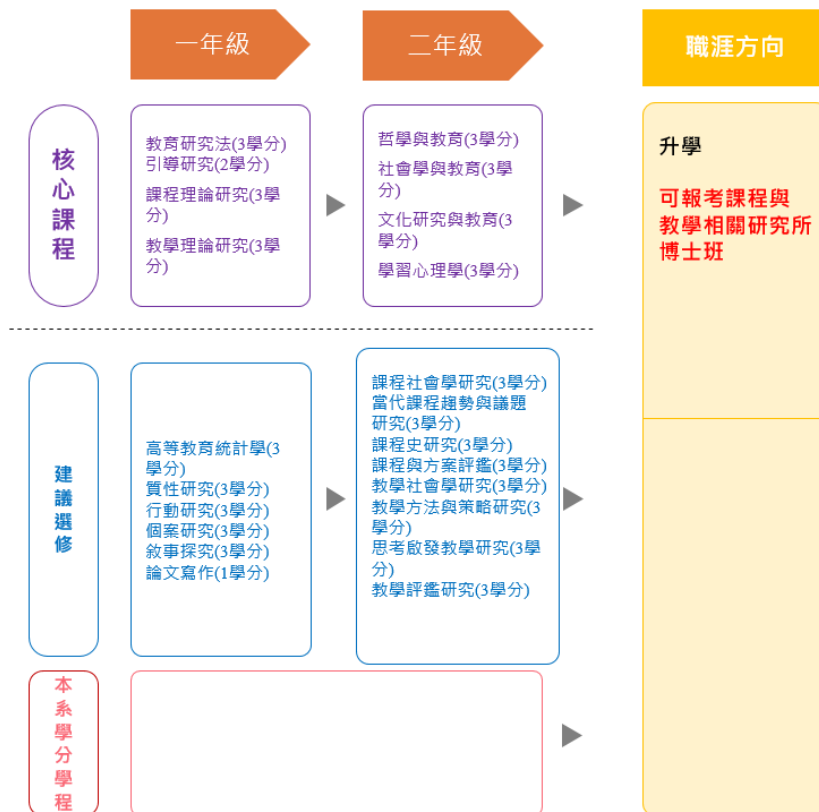 一年級
二年級
職涯方向
核
心
課
程
教育研究法(3學分)
引導研究(2學分)
課程理論研究(3學
分)
教學理論研究(3學
分)
哲學與教育(3學分)
社會學與教育(3學
分)
文化研究與教育(3
學分)
學習心理學(3學分)
升學
可報考課程與
教學相關研究所
博士班
建
議
選
修
高等教育統計學(3
學分)
質性研究(3學分)
行動研究(3學分)
個案研究(3學分)
敘事探究(3學分)
論文寫作(1學分)
課程社會學研究(3學分)
當代課程趨勢與議題
研究(3學分)
課程史研究(3學分)
課程與方案評鑑(3學分)
教學社會學研究(3學分)
教學方法與策略研究(3
學分)
思考啟發教學研究(3學
分)
教學評鑑研究(3學分)
本
系
學
分
學
程